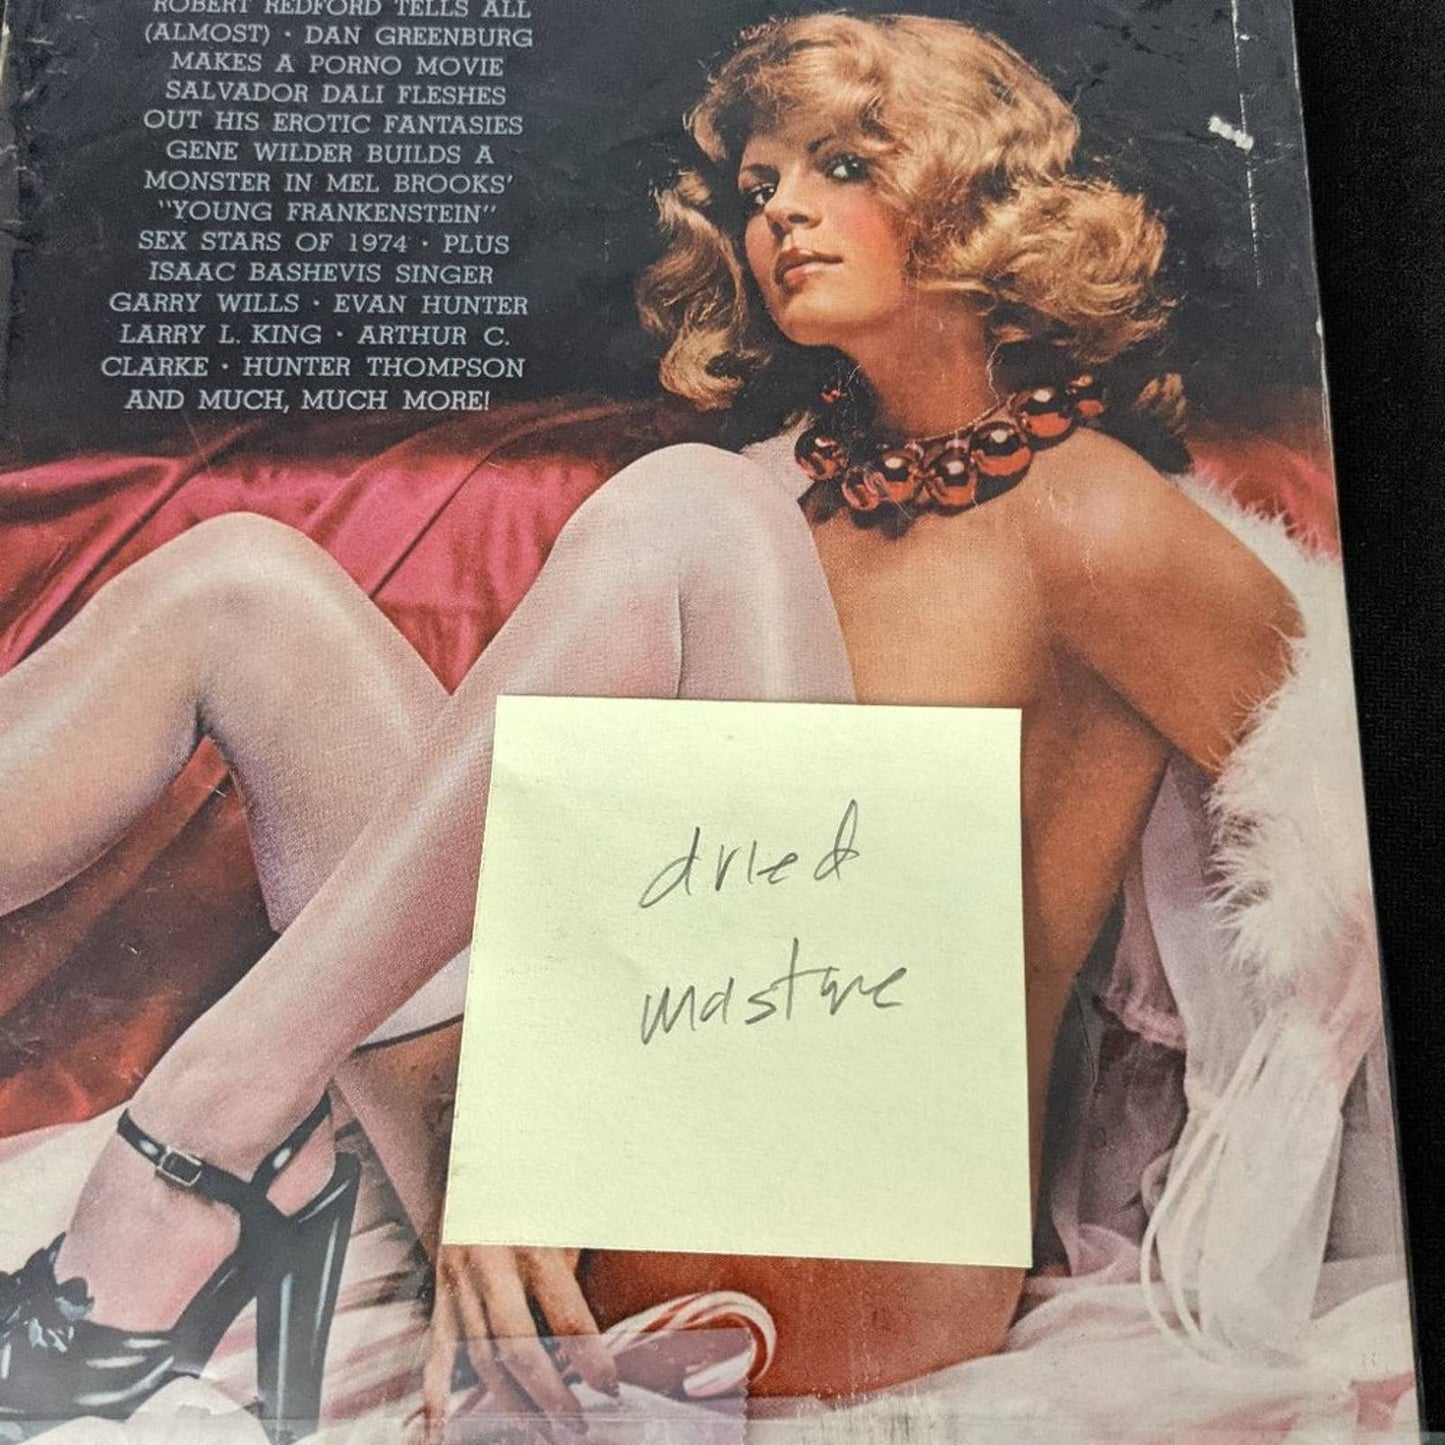 ROBERT REDFORD TELLS ALL
(ALMOST) · DAN GREENBURG
MAKES A PORNO MOVIE
SALVADOR DALI FLESHES
OUT HIS EROTIC FANTASIES
GENE WILDER BUILDS A
MONSTER IN MEL BROOKS'
"YOUNG FRANKENSTEIN"
SEX STARS OF 1974 · PLUS
ISAAC BASHEVIS SINGER
GARRY WILLS · EVAN HUNTER
LARRY L. KING · ARTHUR C.
CLARKE · HUNTER THOMPSON
AND MUCH, MUCH MORE!
dried